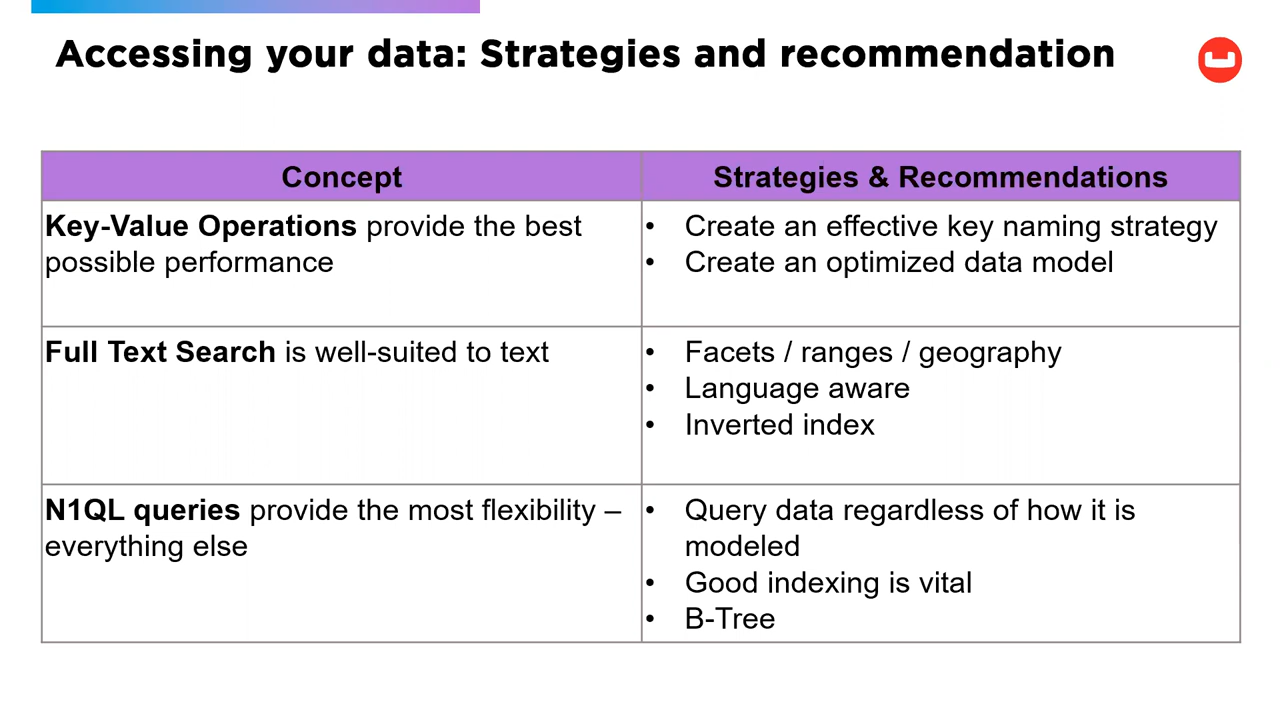 Accessing your data: Strategies and recommendation
Concept
Strategies & Recommendations
Key-Value Operations provide the best
possible performance
• Create an effective key naming strategy
• Create an optimized data model
Full Text Search is well-suited to text
• Facets / ranges / geography
• Language aware
• Inverted index
N1QL queries provide the most flexibility –
everything else
• Query data regardless of how it is
modeled
• Good indexing is vital
• B-Tree